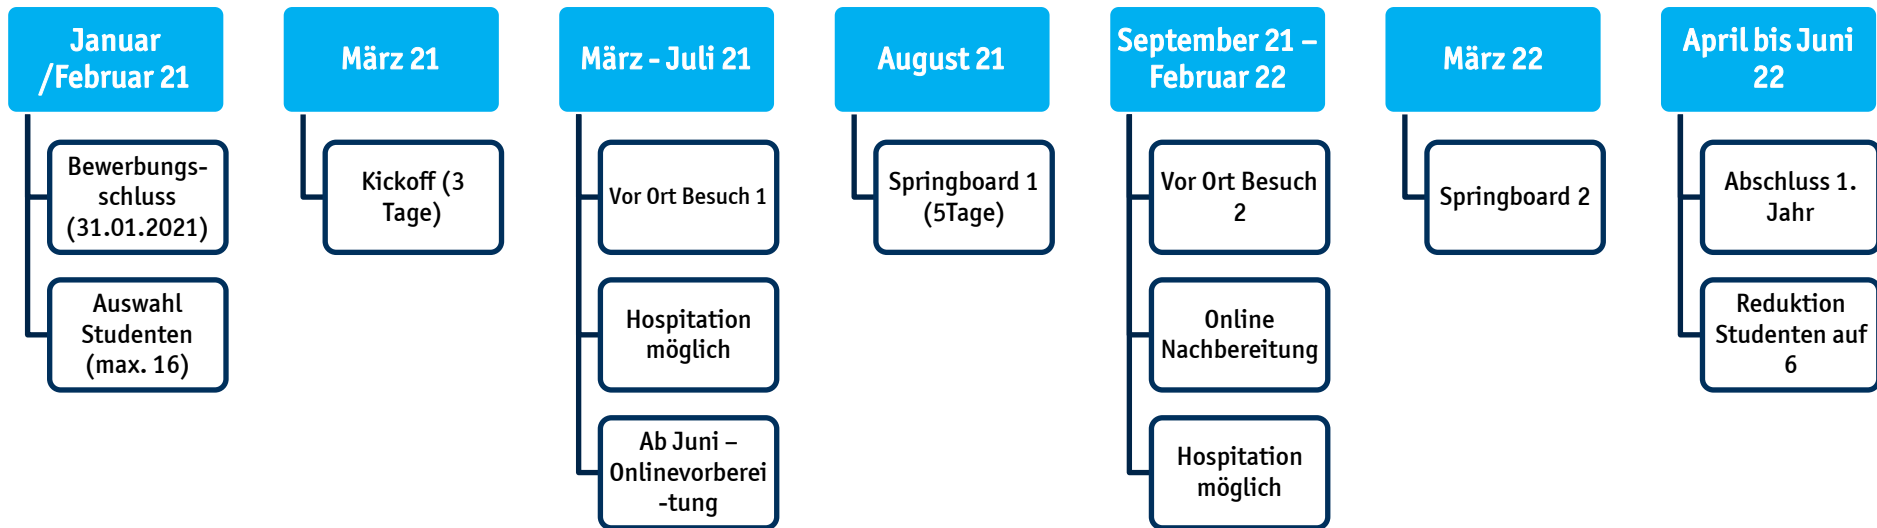 Januar
/Februar 21
Bewerbungs-
schluss
(31.01.2021)
Auswahl
Studenten
(max. 16)
März 21
Kickoff (3
Tage)
März - Juli 21
Vor Ort Besuch 1
Hospitation
möglich
Ab Juni –
Onlinevorberei
-tung
August 21
Springboard 1
(5Tage)
September 21 –
Februar 22
Vor Ort Besuch
2
Online
Nachbereitung
Hospitation
möglich
März 22
Springboard 2
April bis Juni
22
Abschluss 1.
Jahr
Reduktion
Studenten auf
6